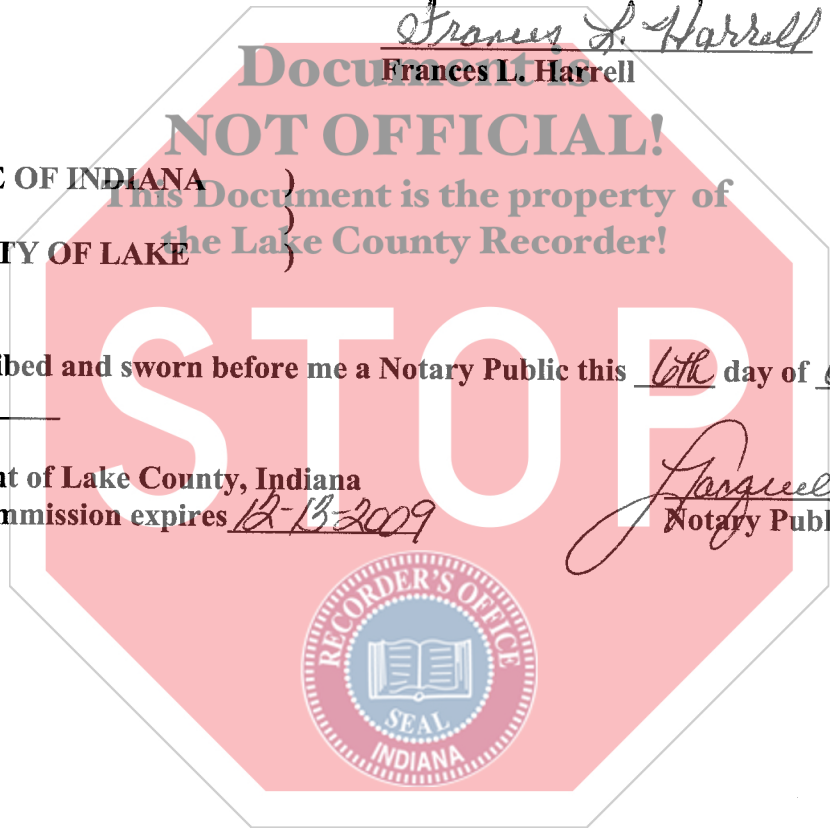 Frances L. Harrell
Document is
Frances L. Harrell
NOT OFFICIAL!
E OF INDIANA )
This Document is the property of
)
the Lake County Recorder!
TY OF LAKE )
STOP
ibed and sworn before me a Notary Public this 6th day of
nt of Lake County, Indiana
mmission expires 12-13-2009
Notary Publ
RECORDER'S OFFICE
SEAL
INDIANA